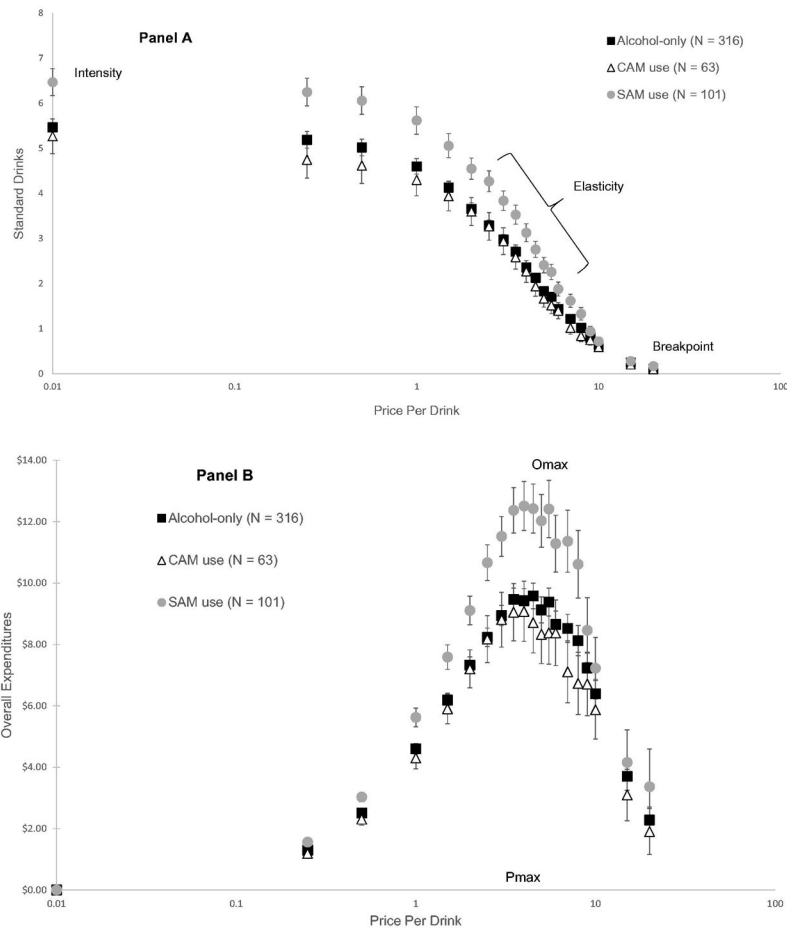 8
Panel A
7
Alcohol-only (N = 316)
Intensity
CAM use (N = 63)
6
SAM use (N = 101)
5
Elasticity
4
3
2
1
Breakpoint
0
0.01
0.1
1
10
100
Standard Drinks
Price Per Drink
$14.00
Panel B
Omax
Alcohol-only (N = 316)
$12.00
CAM use (N = 63)
$10.00
SAM use (N = 101)
$8.00
$6.00
$4.00
$2.00
Pmax
$0.00
0.01
0.1
1
10
100
Overall Expenditures
Price Per Drink